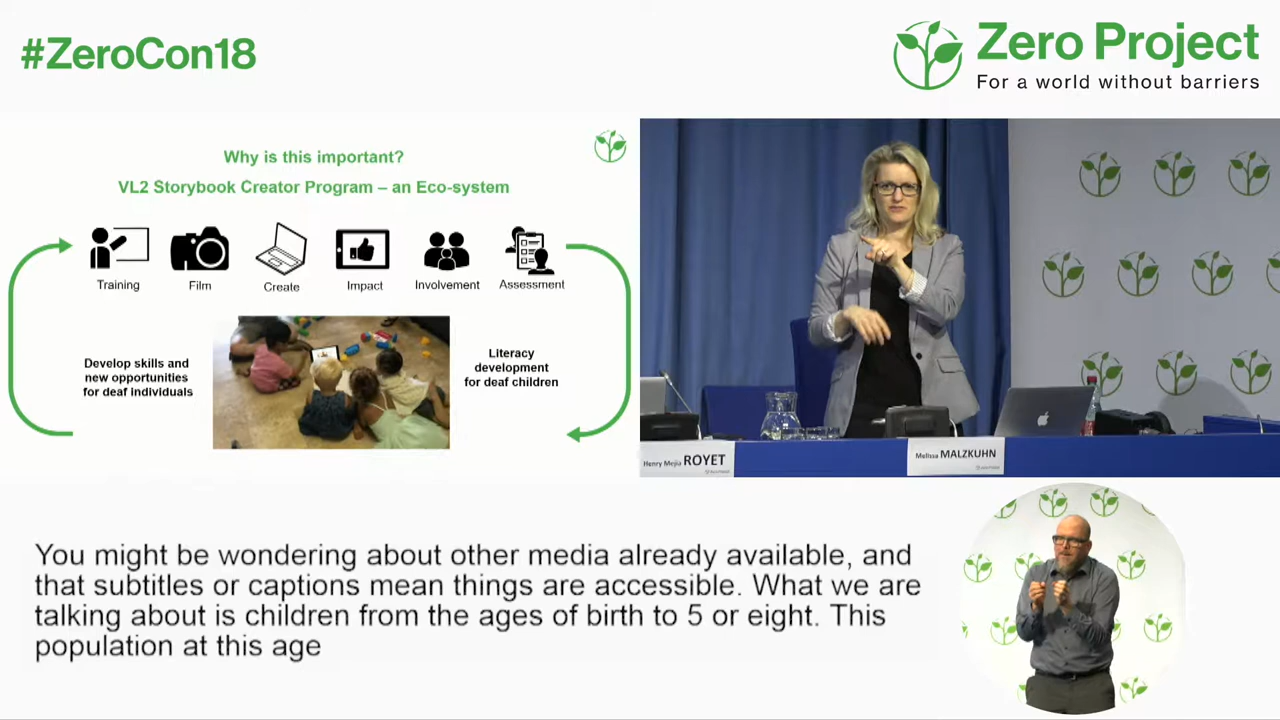 #ZeroCon18
Zero Project
For a world without barriers
Why is this important?
VL2 Storybook Creator Program – an Eco-system
Training
Film
Create
Impact
Involvement
Assessment
Develop skills and
new opportunities
for deaf individuals
Literacy
development
for deaf children
Henry Mejia ROYET
Melissa MALZKUHN
You might be wondering about other media already available, and
that subtitles or captions mean things are accessible. What we are
talking about is children from the ages of birth to 5 or eight. This
population at this age